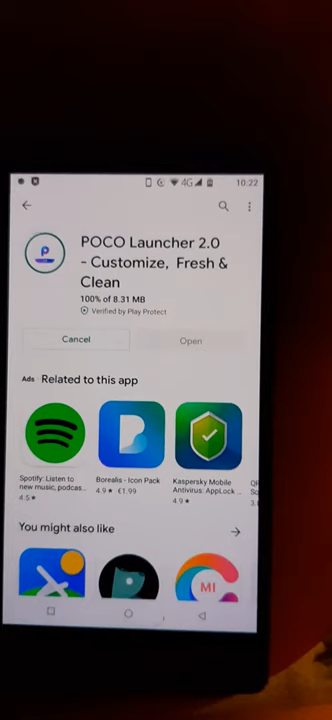 4G 10:22
POCO Launcher 2.0
- Customize, Fresh &
Clean
100% of 8.31 MB
Verified by Play Protect
Cancel Open
Ads Related to this app
Spotify: Listen to
new music, podcas...
4.5★
Borealis - Icon Pack
4.9★ €1.99
Kaspersky Mobile
Antivirus: AppLock ...
4.9★
You might also like
MI